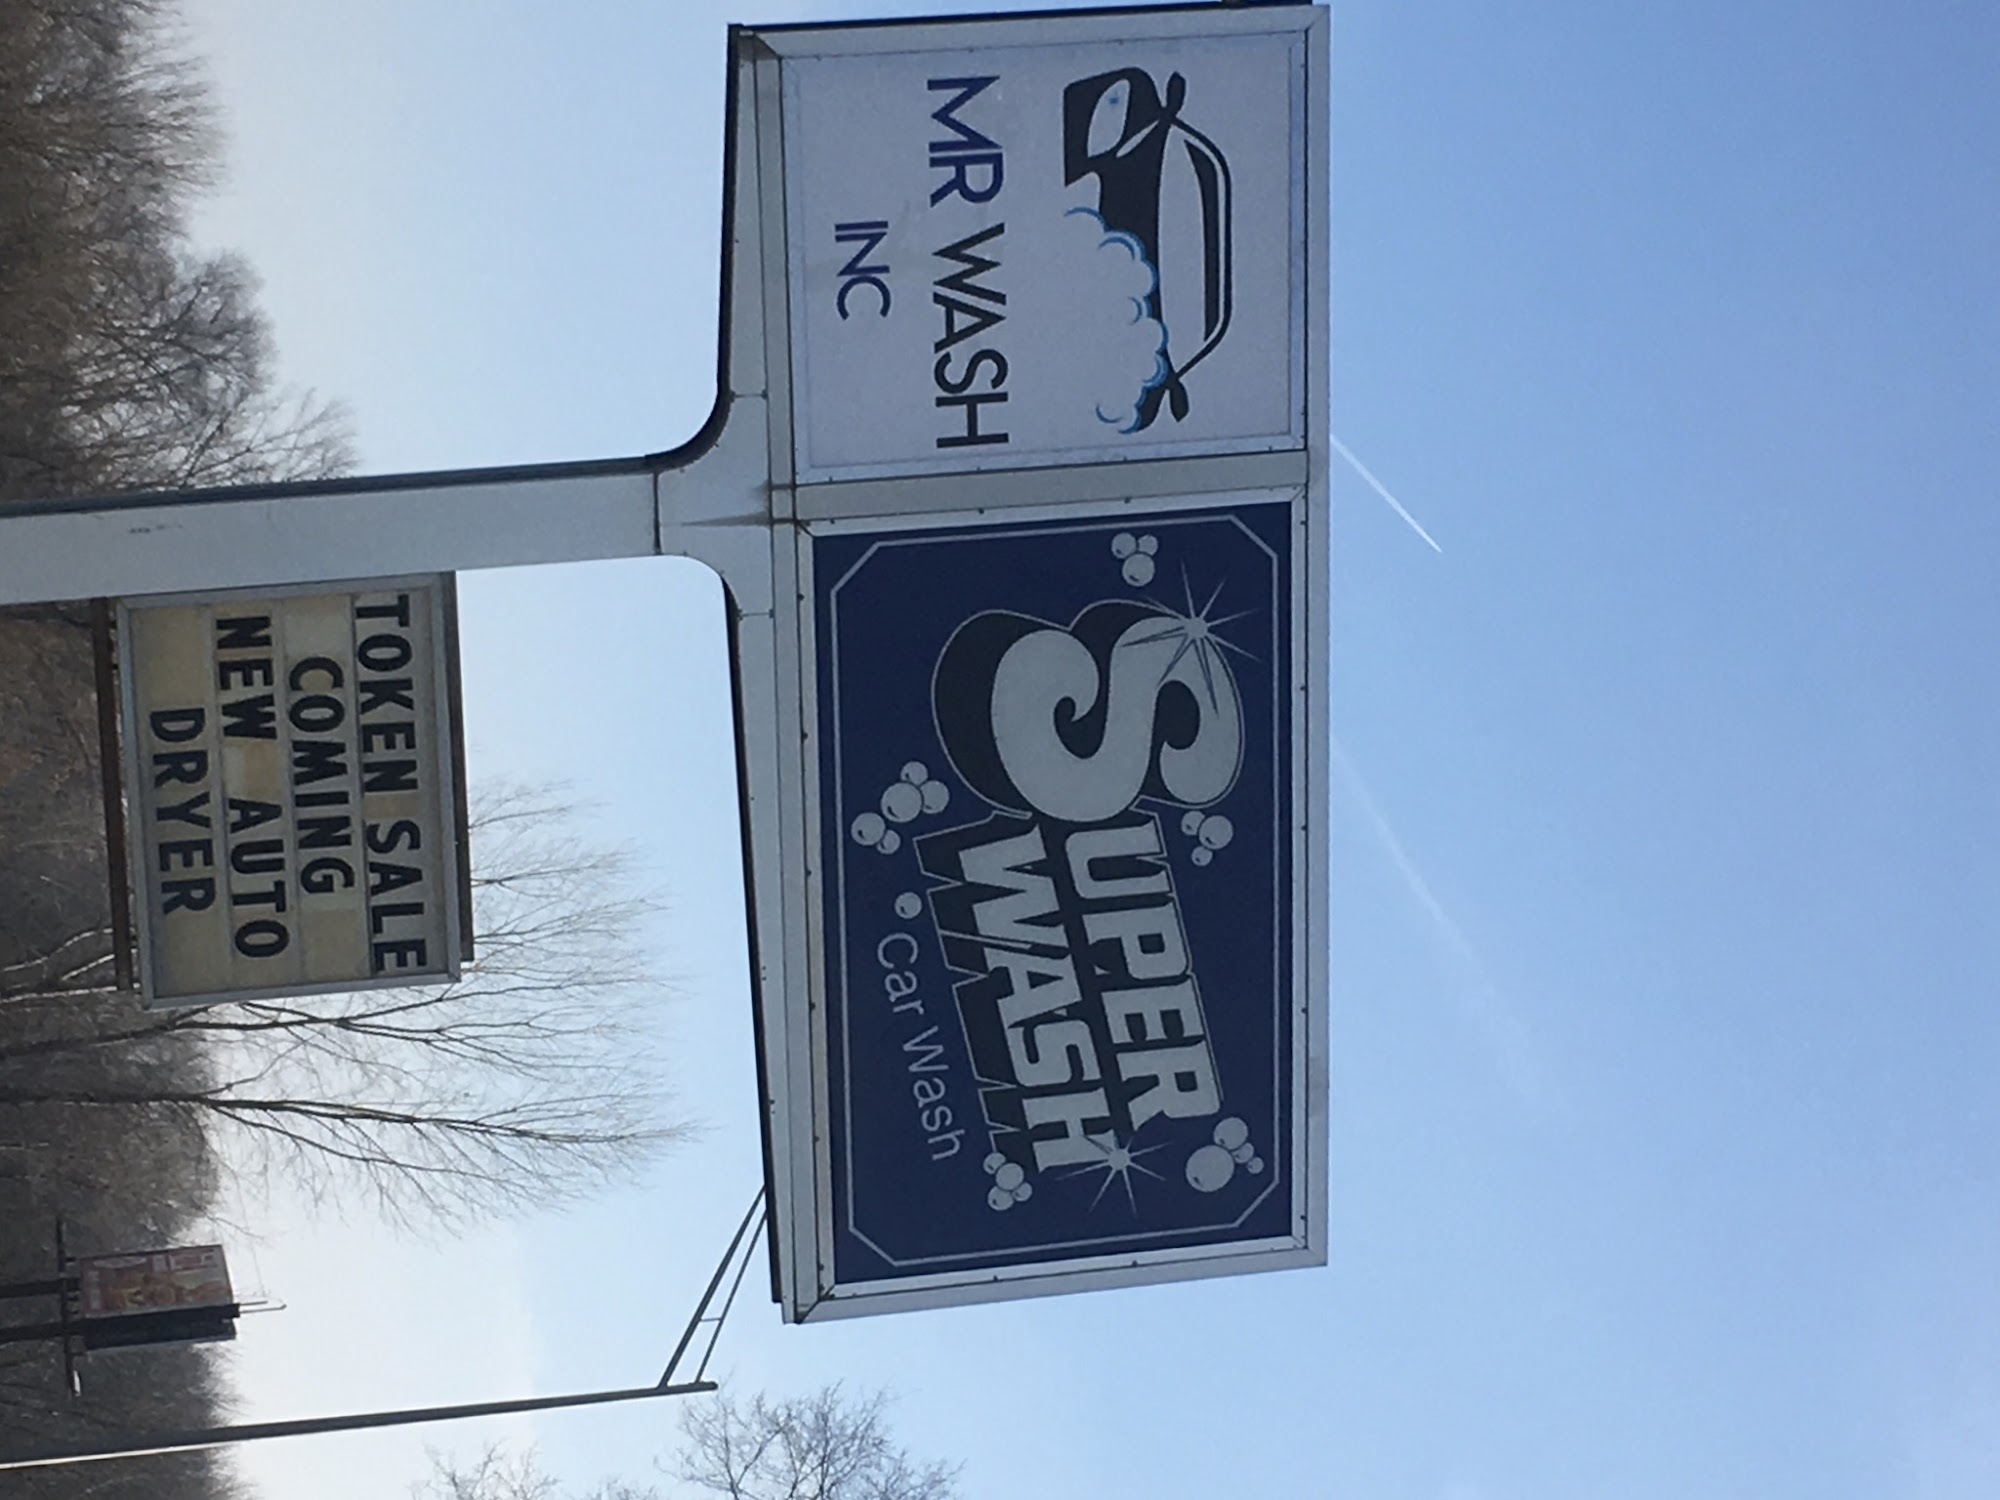 MR WASH
INC
SUPER
WASH
• Car Wash
TOKEN SALE
COMING
NEW AUTO
DRYER